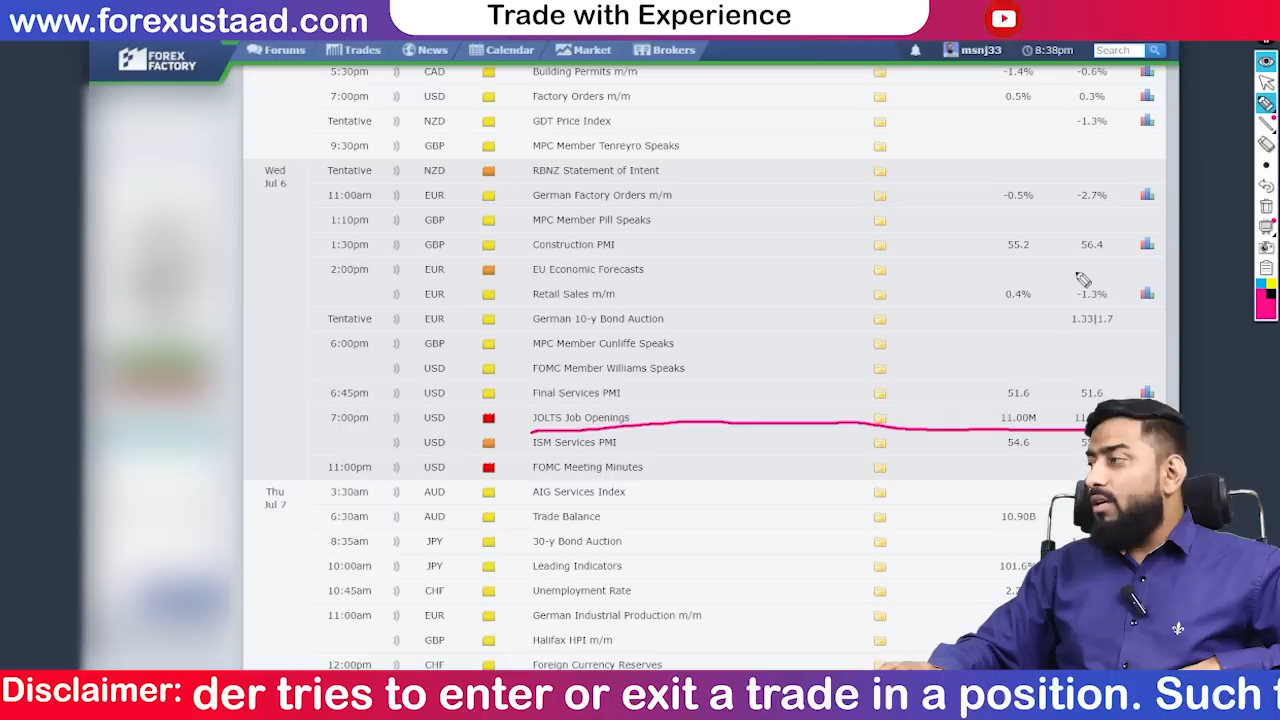 www.forexustaad.com
Trade with Experience
FOREX FACTORY
Forums Trades News Calendar Market Brokers msnj33 8:38pm Search
5:30pm CAD Building Permits m/m -1.4% -0.6%
7:00pm USD Factory Orders m/m 0.5% 0.3%
Tentative NZD GDT Price Index -1.3%
9:30pm GBP MPC Member Tenreyro Speaks
Wed Jul 6 Tentative NZD RBNZ Statement of Intent
11:00am EUR German Factory Orders m/m -0.5% -2.7%
1:10pm GBP MPC Member Pill Speaks
1:30pm GBP Construction PMI 55.2 56.4
2:00pm EUR EU Economic Forecasts
EUR Retail Sales m/m 0.4% -1.3%
Tentative EUR German 10-y Bond Auction 1.33|1.7
6:00pm GBP MPC Member Cunliffe Speaks
USD FOMC Member Williams Speaks
6:45pm USD Final Services PMI 51.6 51.6
7:00pm USD JOLTS Job Openings 11.00M
USD ISM Services PMI 54.6
11:00pm USD FOMC Meeting Minutes
Thu Jul 7 3:30am AUD AIG Services Index
6:30am AUD Trade Balance 10.90B
8:35am JPY 30-y Bond Auction
10:00am JPY Leading Indicators 101.6%
10:45am CHF Unemployment Rate
11:00am EUR German Industrial Production m/m
GBP Halifax HPI m/m
12:00pm CHF Foreign Currency Reserves
Disclaimer: der tries to enter or exit a trade in a position. Such